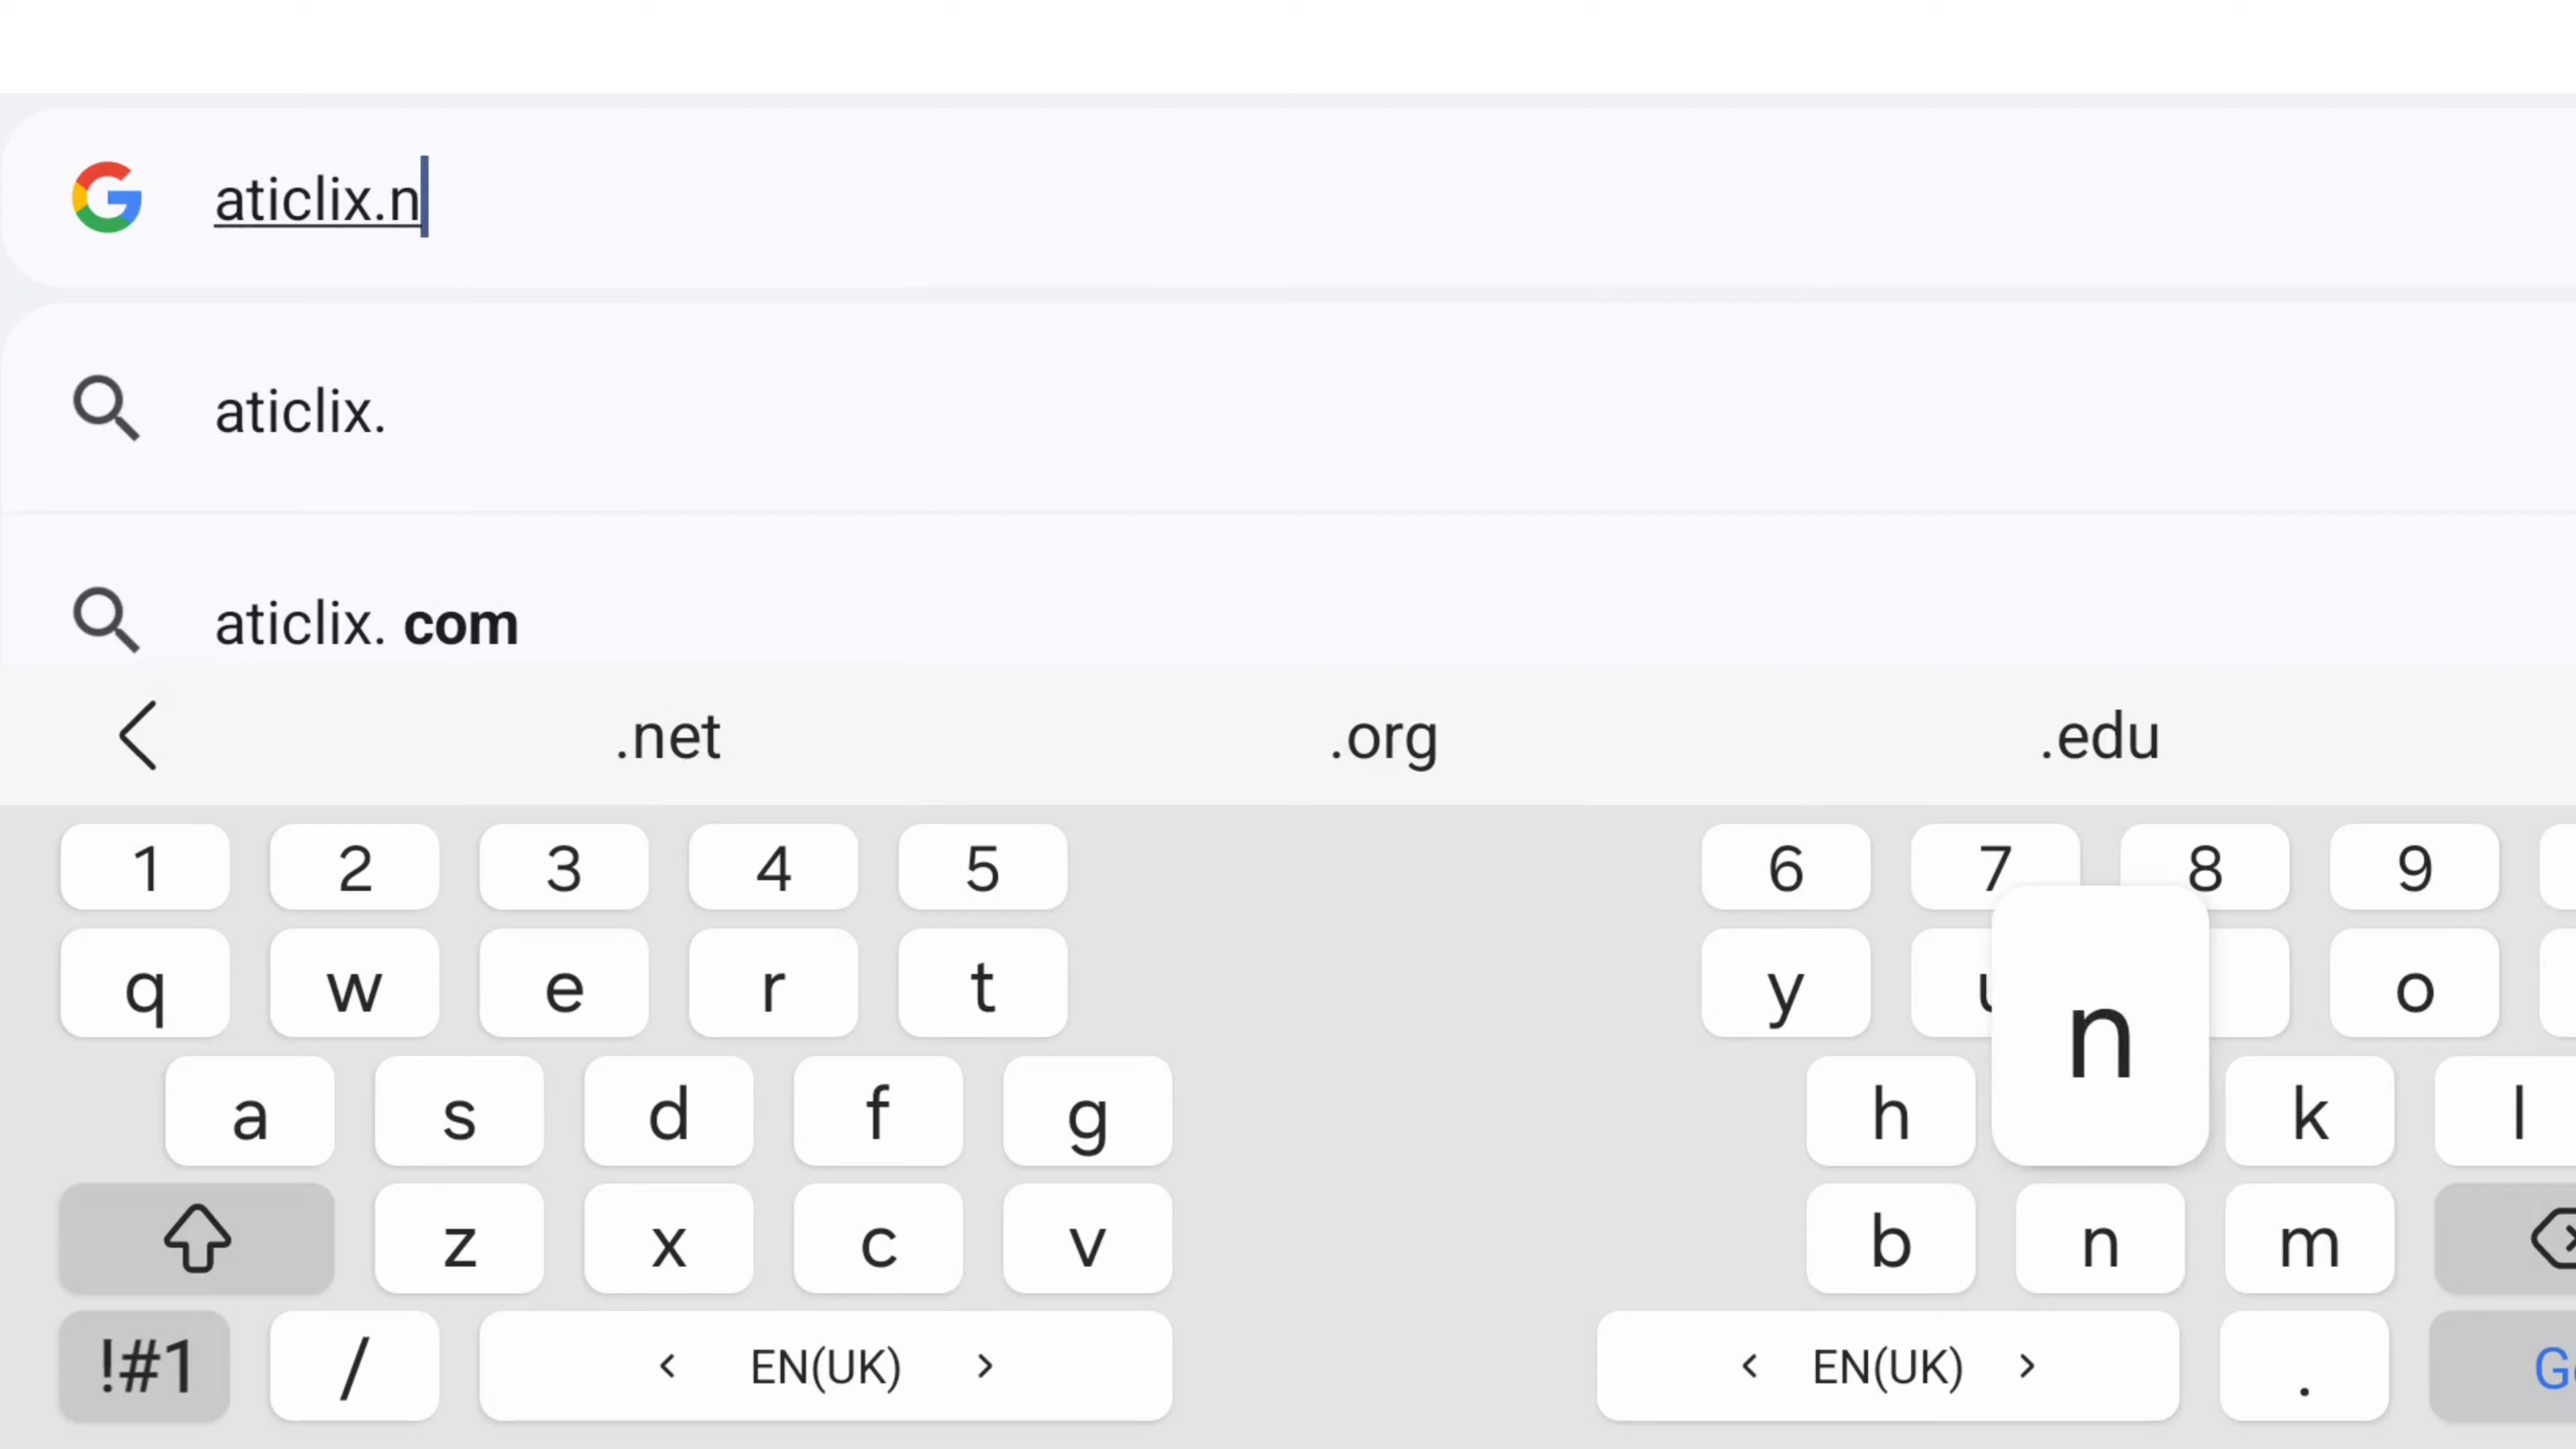 aticlix.n
aticlix.
aticlix. com
.net .org .edu
1 2 3 4 5 6 7 8 9
q w e r t y u o
n
a s d f g h k l
z x c v b n m
!#1 / < EN(UK) > < EN(UK) > .